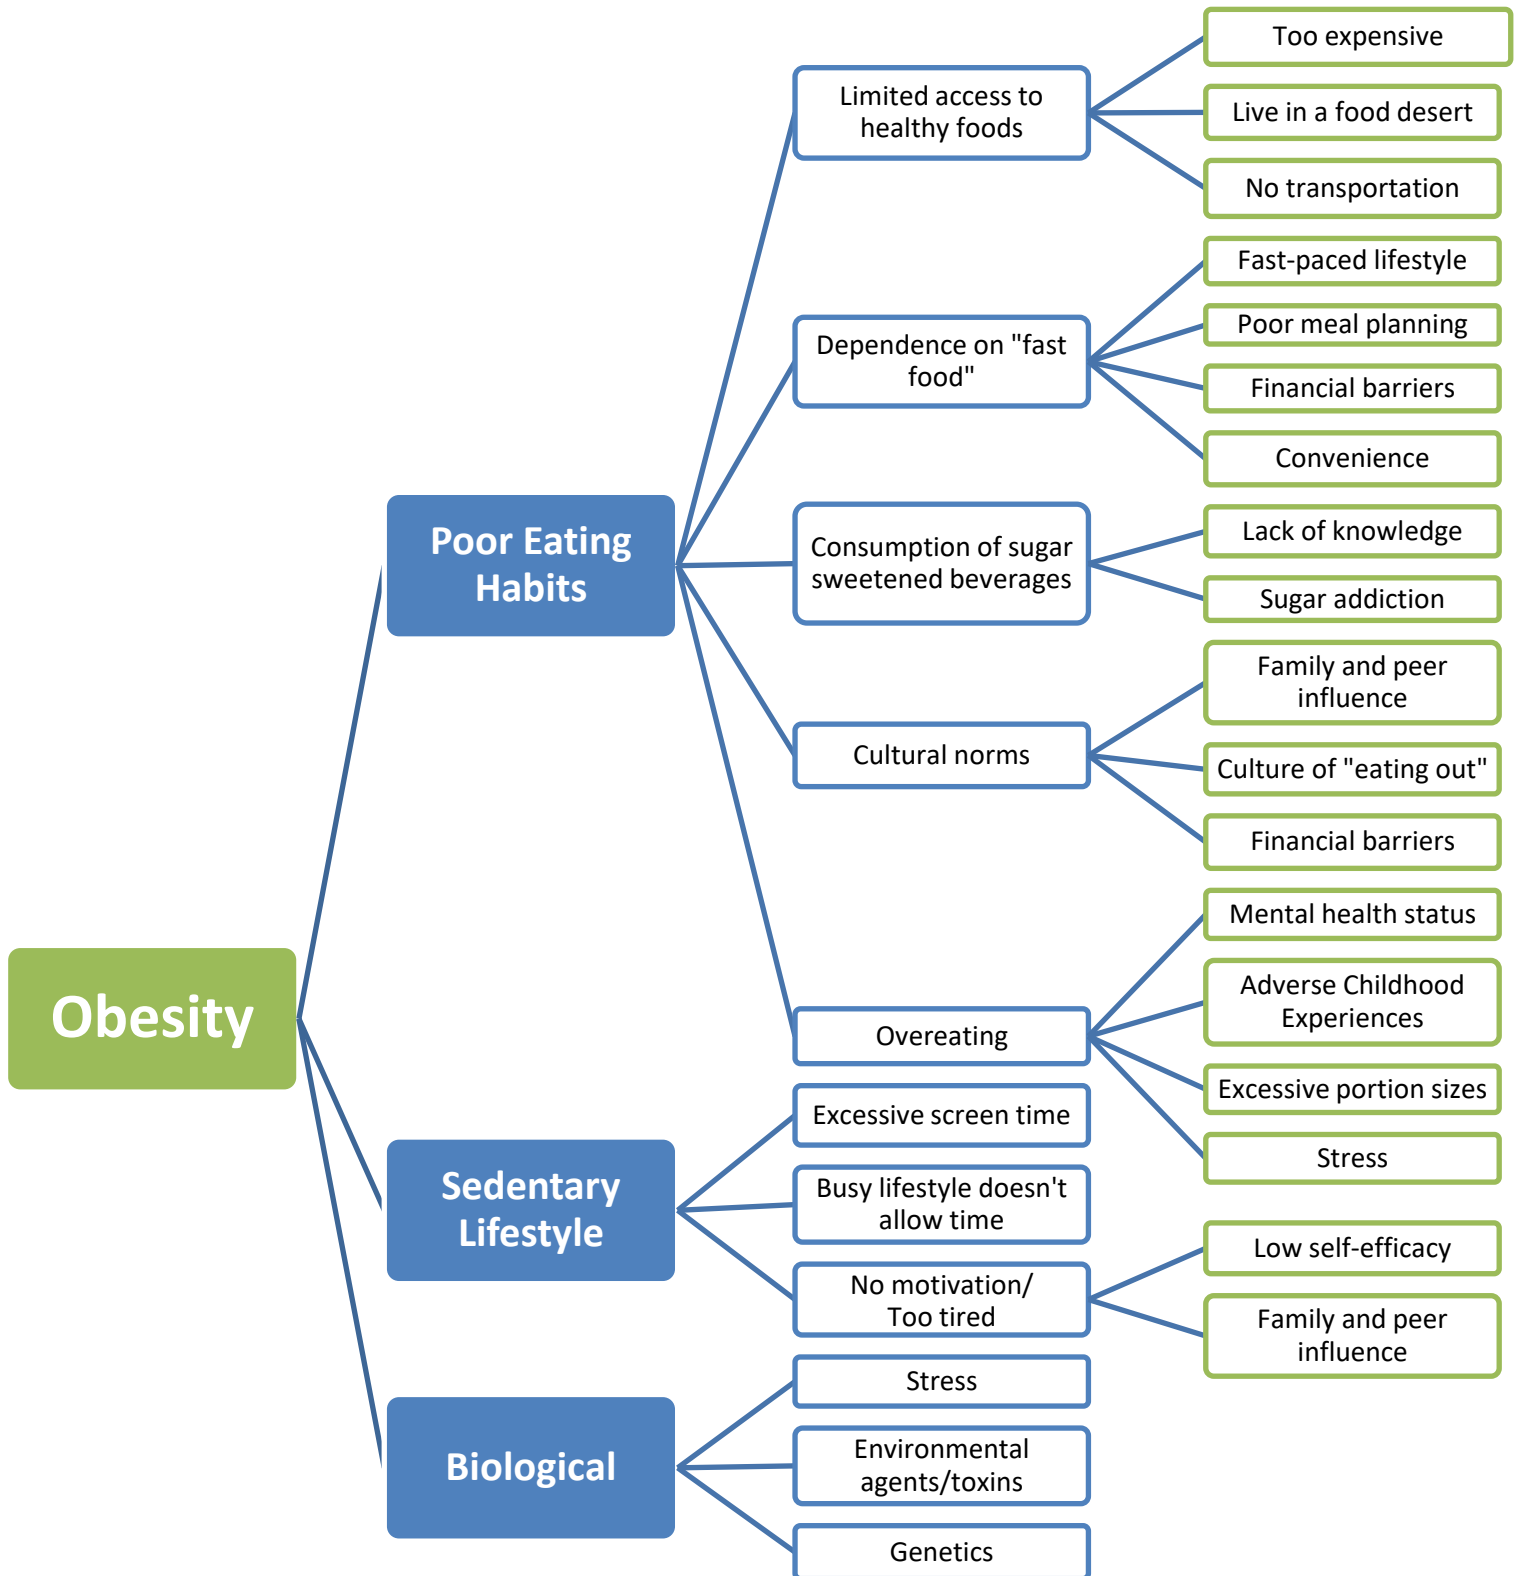 Too expensive
Limited access to
healthy foods
Live in a food desert
No transportation
Fast-paced lifestyle
Poor meal planning
Dependence on "fast
food"
Financial barriers
Convenience
Poor Eating
Habits
Consumption of sugar
sweetened beverages
Lack of knowledge
Sugar addiction
Family and peer
influence
Cultural norms
Culture of "eating out"
Financial barriers
Mental health status
Obesity
Adverse Childhood
Experiences
Overeating
Excessive portion sizes
Stress
Sedentary
Lifestyle
Excessive screen time
Busy lifestyle doesn't
allow time
No motivation/
Too tired
Low self-efficacy
Family and peer
influence
Biological
Stress
Environmental
agents/toxins
Genetics